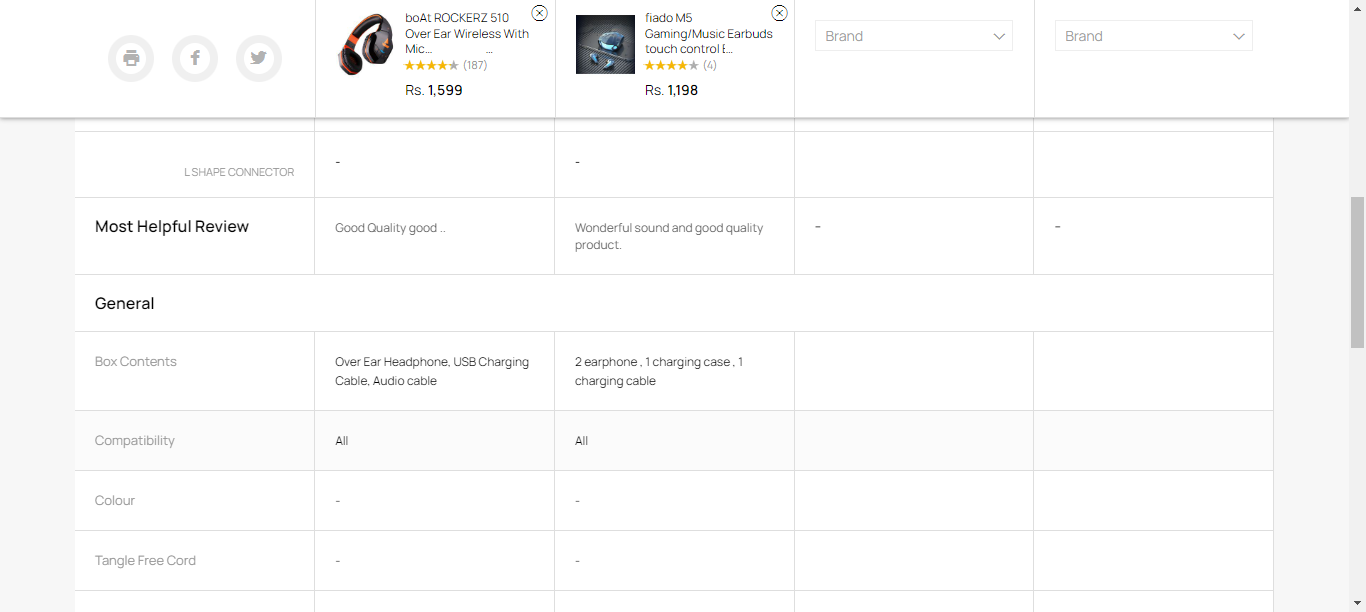 boAt ROCKERZ 510
Over Ear Wireless With
Mic... ...
(187)
Rs. 1,599
fiado M5
Gaming/Music Earbuds
touch control E...
(4)
Rs. 1,198
Brand
Brand
L SHAPE CONNECTOR
-
-
Most Helpful Review
Good Quality good ..
Wonderful sound and good quality
product.
-
-
General
Box Contents
Over Ear Headphone, USB Charging
Cable, Audio cable
2 earphone , 1 charging case , 1
charging cable
Compatibility
All
All
Colour
-
-
Tangle Free Cord
-
-